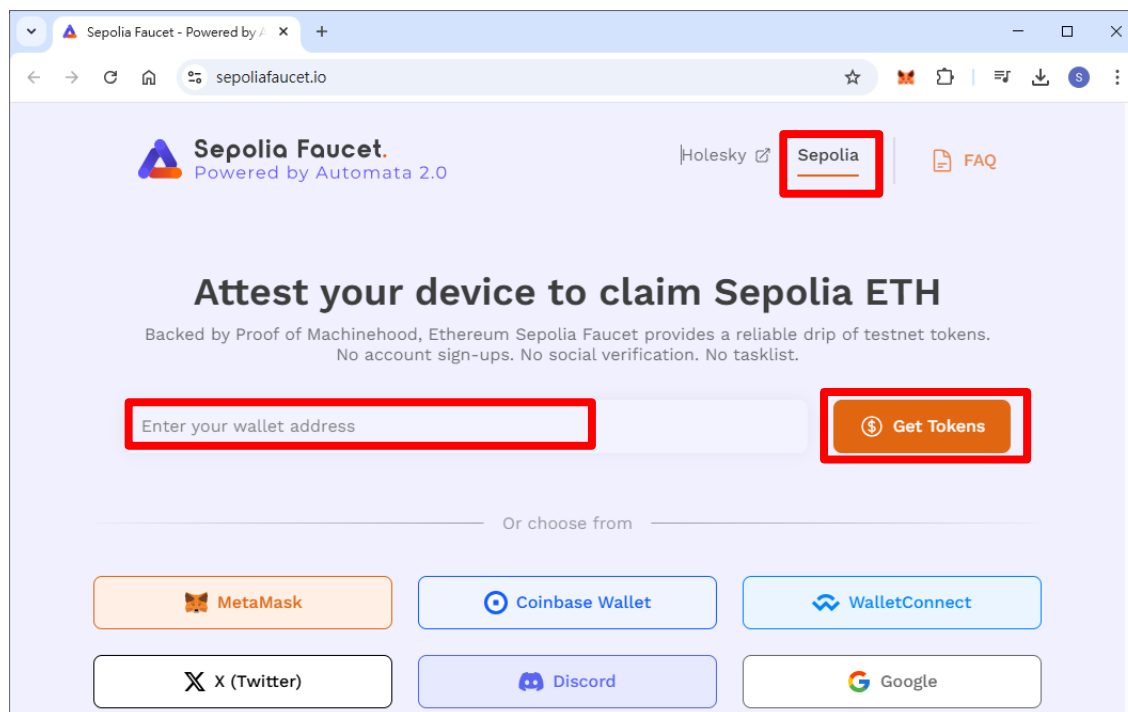 Sepolia Faucet - Powered by A
sepoliafaucet.io
S
Sepolia Faucet.
Powered by Automata 2.0
Holesky
Sepolia
FAQ
Attest your device to claim Sepolia ETH
Backed by Proof of Machinehood, Ethereum Sepolia Faucet provides a reliable drip of testnet tokens.
No account sign-ups. No social verification. No tasklist.
Enter your wallet address
Get Tokens
Or choose from
MetaMask
Coinbase Wallet
WalletConnect
X (Twitter)
Discord
Google